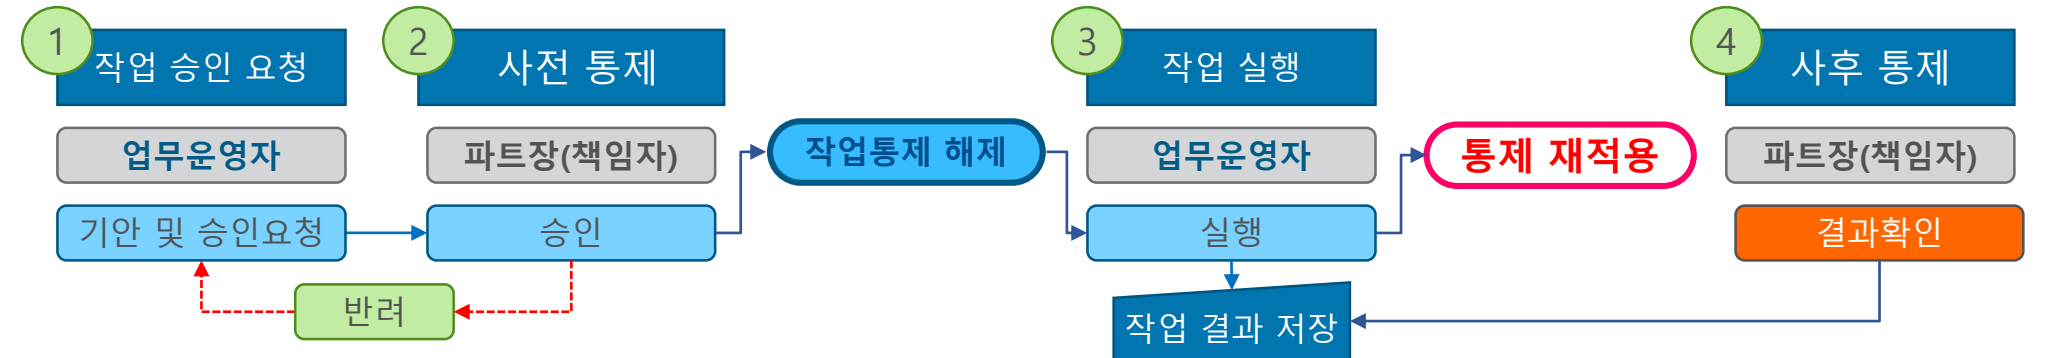 1
작업 승인 요청
업무운영자
기안 및 승인요청
반려
2
사전 통제
파트장(책임자)
승인
작업통제 해제
3
작업 실행
업무운영자
실행
작업 결과 저장
통제 재적용
4
사후 통제
파트장(책임자)
결과확인